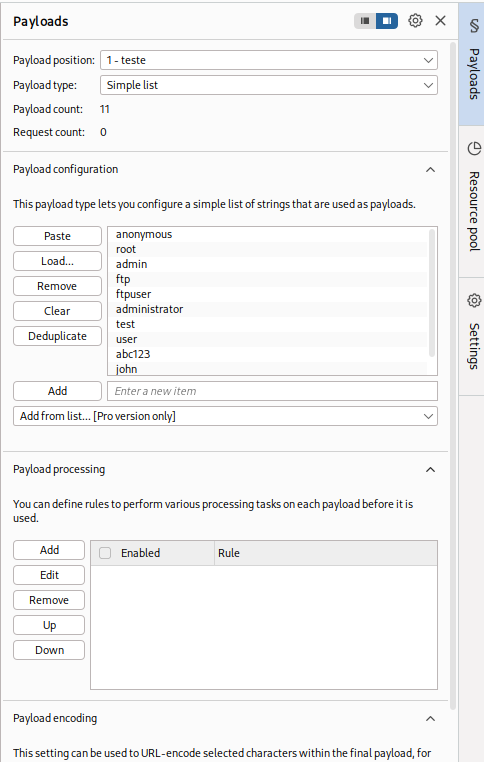 Payloads
Payload position: 1 - teste
Payload type: Simple list
Payload count: 11
Request count: 0
Payload configuration
This payload type lets you configure a simple list of strings that are used as payloads.
Paste
Load...
Remove
Clear
Deduplicate
anonymous
root
admin
ftp
ftpuser
administrator
test
user
abc123
john
Add
Enter a new item
Add from list... [Pro version only]
Payload processing
You can define rules to perform various processing tasks on each payload before it is
used.
Add
Edit
Remove
Up
Down
Enabled
Rule
Payload encoding
This setting can be used to URL-encode selected characters within the final payload, for
Payloads
Resource pool
Settings